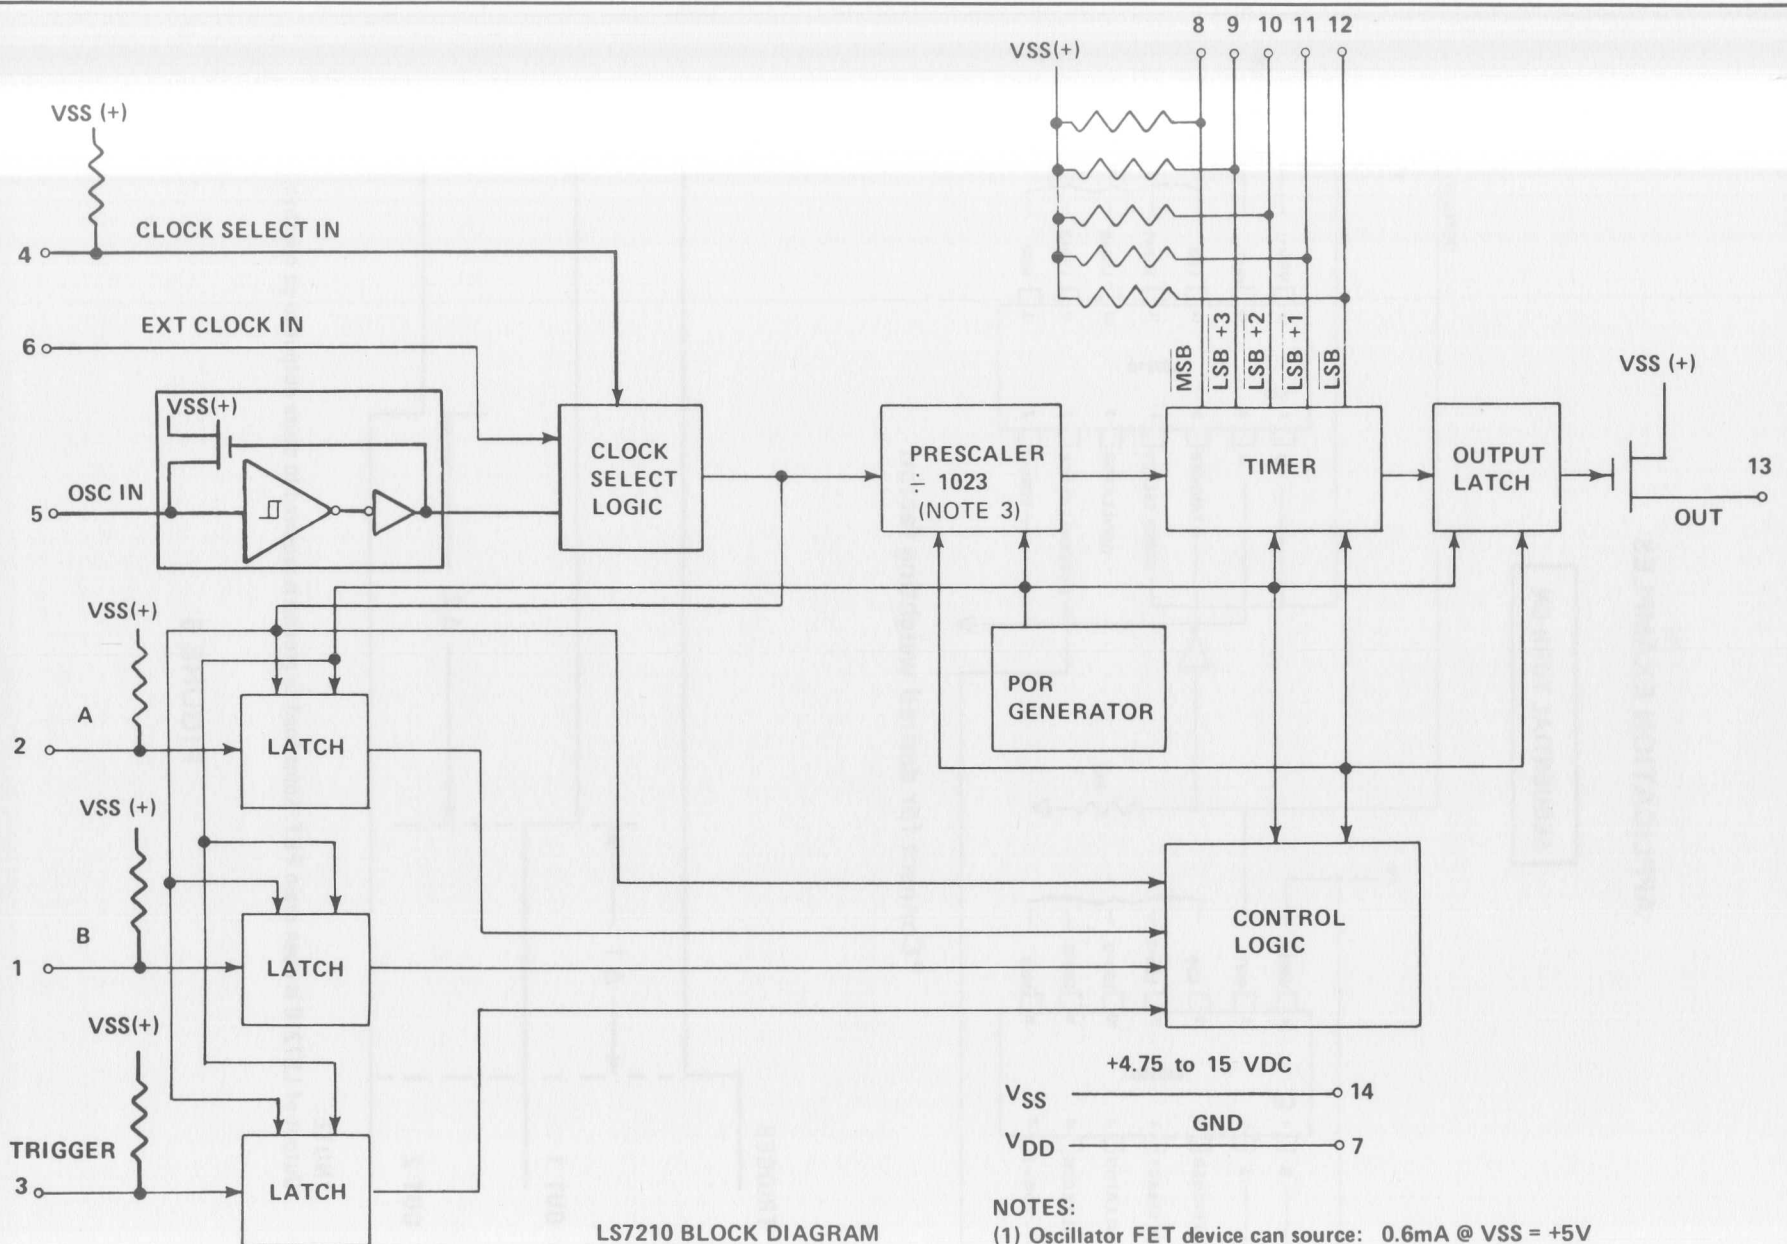 8 9 10 11 12
VSS(+)
VSS (+)
CLOCK SELECT IN
4
EXT CLOCK IN
6
MSB
LSB +3
LSB +2
LSB +1
LSB
VSS (+)
VSS(+)
OSC IN
5
CLOCK
SELECT
LOGIC
PRESCALER
÷ 1023
(NOTE 3)
TIMER
OUTPUT
LATCH
13
OUT
VSS(+)
A
2
LATCH
POR
GENERATOR
VSS (+)
B
1
LATCH
CONTROL
LOGIC
VSS(+)
TRIGGER
3
LATCH
+4.75 to 15 VDC
VSS
14
GND
VDD
7
NOTES:
LS7210 BLOCK DIAGRAM
(1) Oscillator FET device can source: 0.6mA @ VSS = +5V